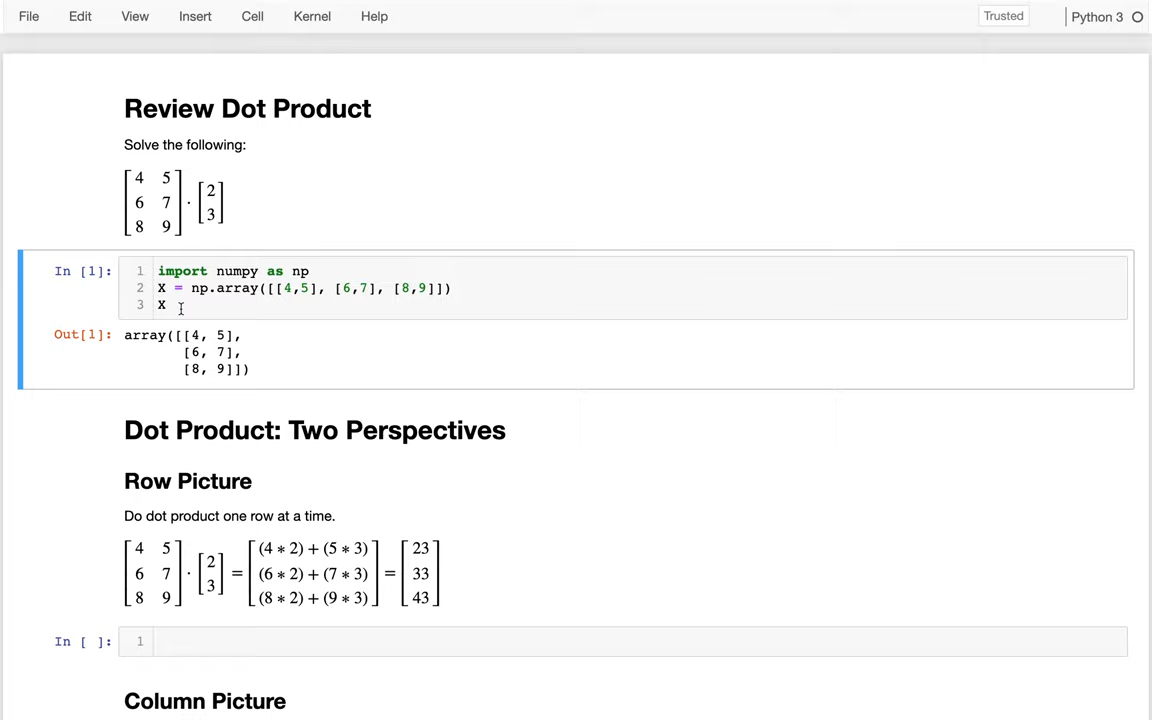 File Edit View Insert Cell Kernel Help Trusted Python 3
Review Dot Product
Solve the following:
4 5
6 7
8 9
·
2
3
In [1]:
1 import numpy as np
2 X = np.array([[4,5], [6,7], [8,9]])
3 X
Out[1]: array([[4, 5],
[6, 7],
[8, 9]])
Dot Product: Two Perspectives
Row Picture
Do dot product one row at a time.
4 5
6 7
8 9
·
2
3
=
(4 * 2) + (5 * 3)
(6 * 2) + (7 * 3)
(8 * 2) + (9 * 3)
=
23
33
43
In [ ]: 1
Column Picture